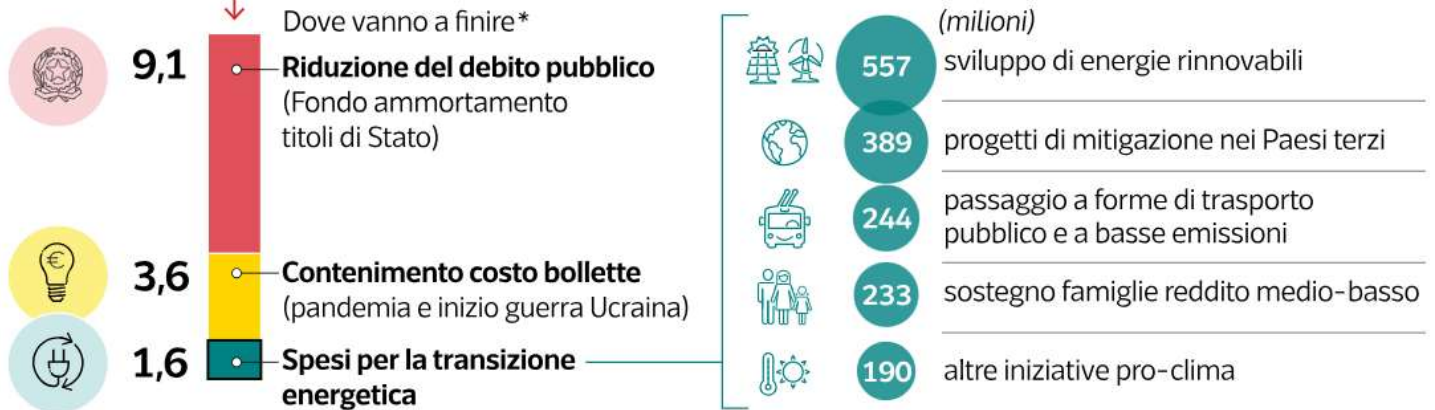 Dove vanno a finire*
9,1
Riduzione del debito pubblico
(Fondo ammortamento
titoli di Stato)
3,6
Contenimento costo bollette
(pandemia e inizio guerra Ucraina)
1,6
Spesi per la transizione
energetica
(milioni)
557
sviluppo di energie rinnovabili
389
progetti di mitigazione nei Paesi terzi
244
passaggio a forme di trasporto
pubblico e a basse emissioni
233
sostegno famiglie reddito medio-basso
190
altre iniziative pro-clima